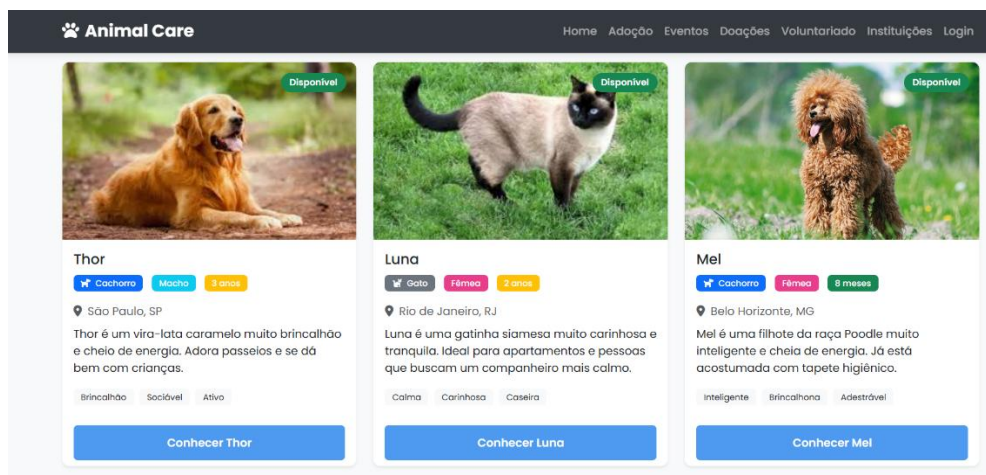 Animal Care
Home Adoção Eventos Doações Voluntariado Instituições Login
Disponível
Thor
Cachorro Macho 3 anos
São Paulo, SP
Thor é um vira-lata caramelo muito brincalhão
e cheio de energia. Adora passeios e se dá
bem com crianças.
Brincalhão Sociável Ativo
Conhecer Thor
Disponível
Luna
Gato Fêmea 2 anos
Rio de Janeiro, RJ
Luna é uma gatinha siamesa muito carinhosa e
tranquila. Ideal para apartamentos e pessoas
que buscam um companheiro mais calmo.
Calma Carinhosa Caseira
Conhecer Luna
Disponível
Mel
Cachorro Fêmea 8 meses
Belo Horizonte, MG
Mel é uma filhote da raça Poodle muito
inteligente e cheia de energia. Já está
acostumada com tapete higiênico.
Inteligente Brincalhona Adestrável
Conhecer Mel